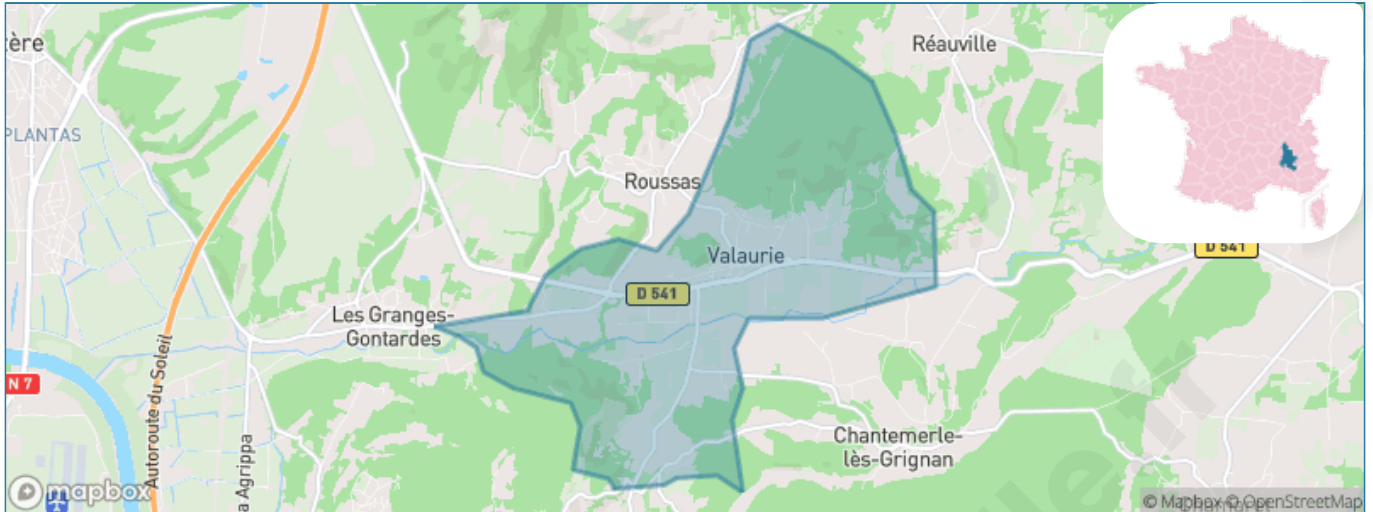 ère
Réauville
PLANTAS
Roussas
D 541
Valaurie
D 541
Les Granges-
Gontardes
N 7
Autoroute du Soleil
a Agrippa
Chantemerle-
lès-Grignan
mapbox
© Mapbox © OpenStreetMap